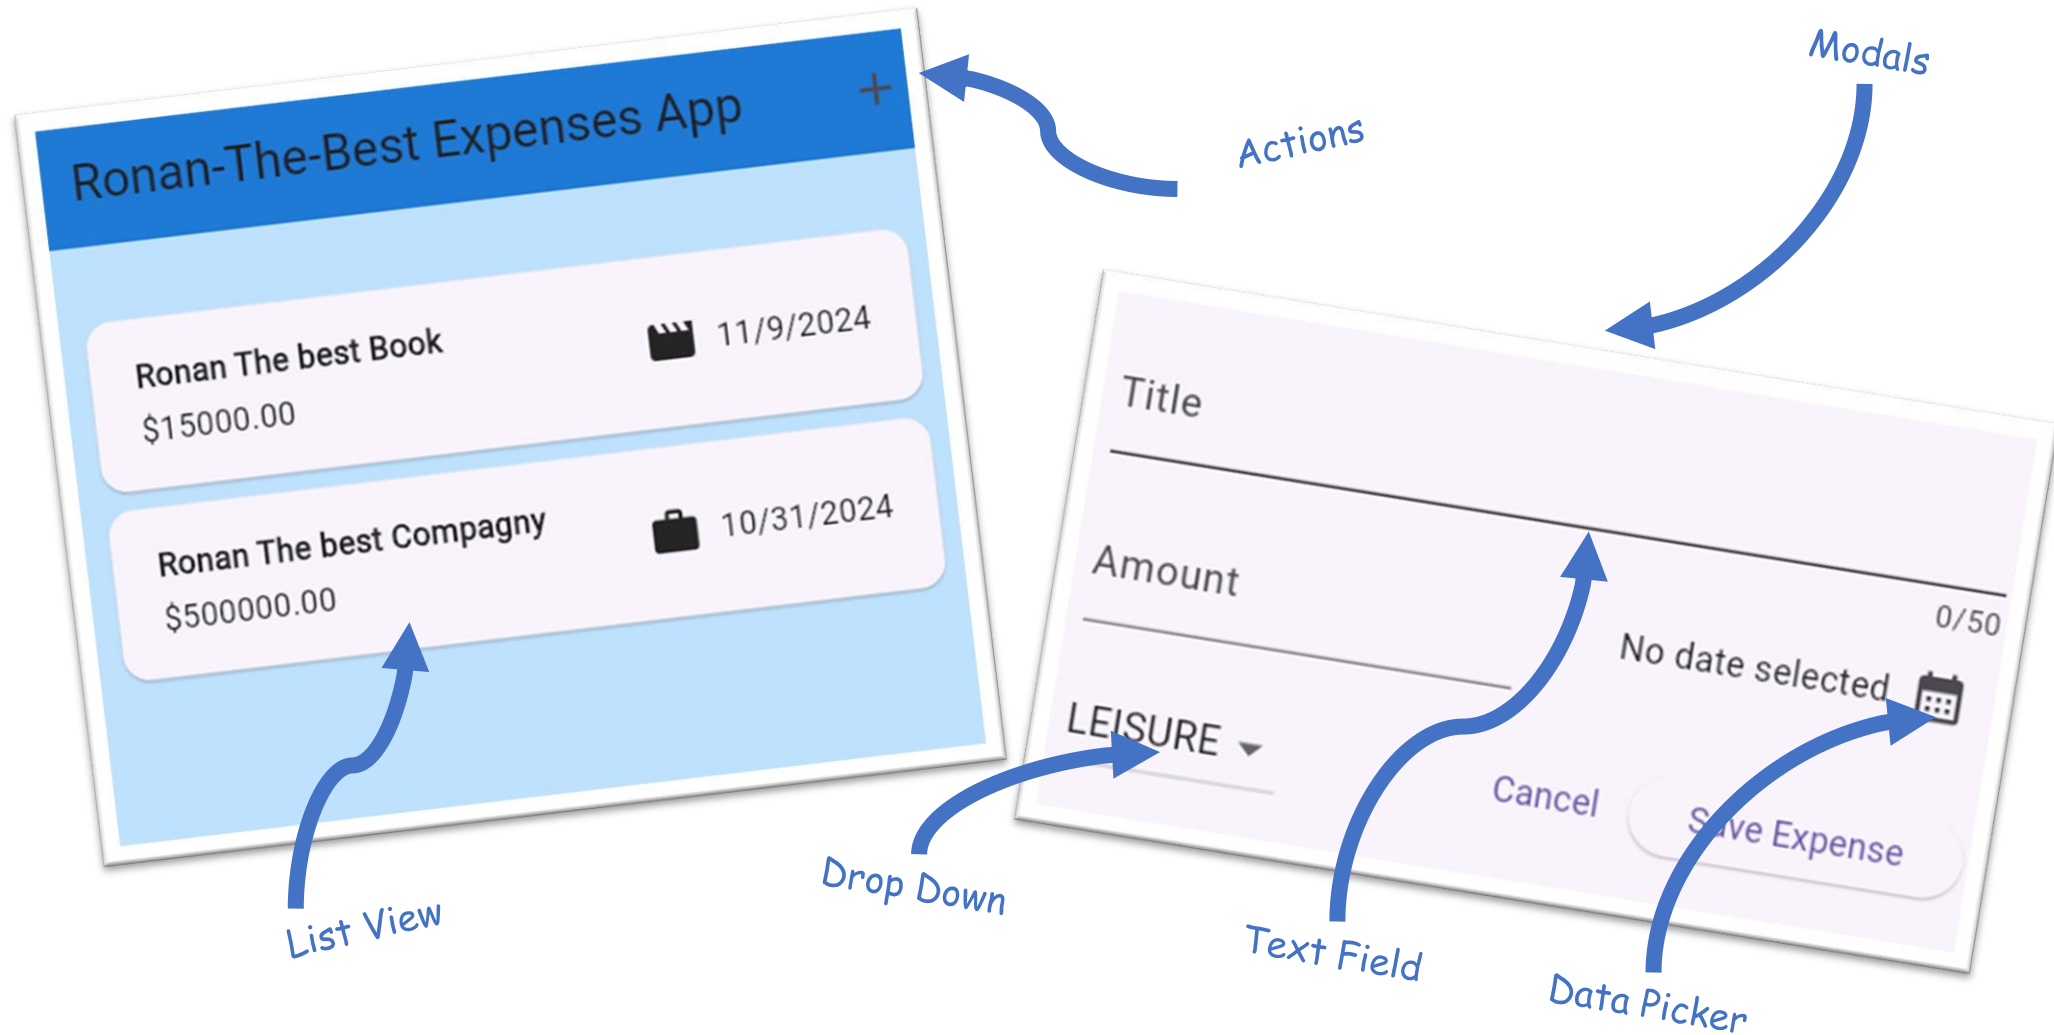 Ronan-The-Best Expenses App
+
Actions
Modals
Ronan The best Book
11/9/2024
$15000.00
Ronan The best Compagny
10/31/2024
$500000.00
List View
Title
0/50
Amount
No date selected
LEISURE
Cancel
Save Expense
Drop Down
Text Field
Data Picker